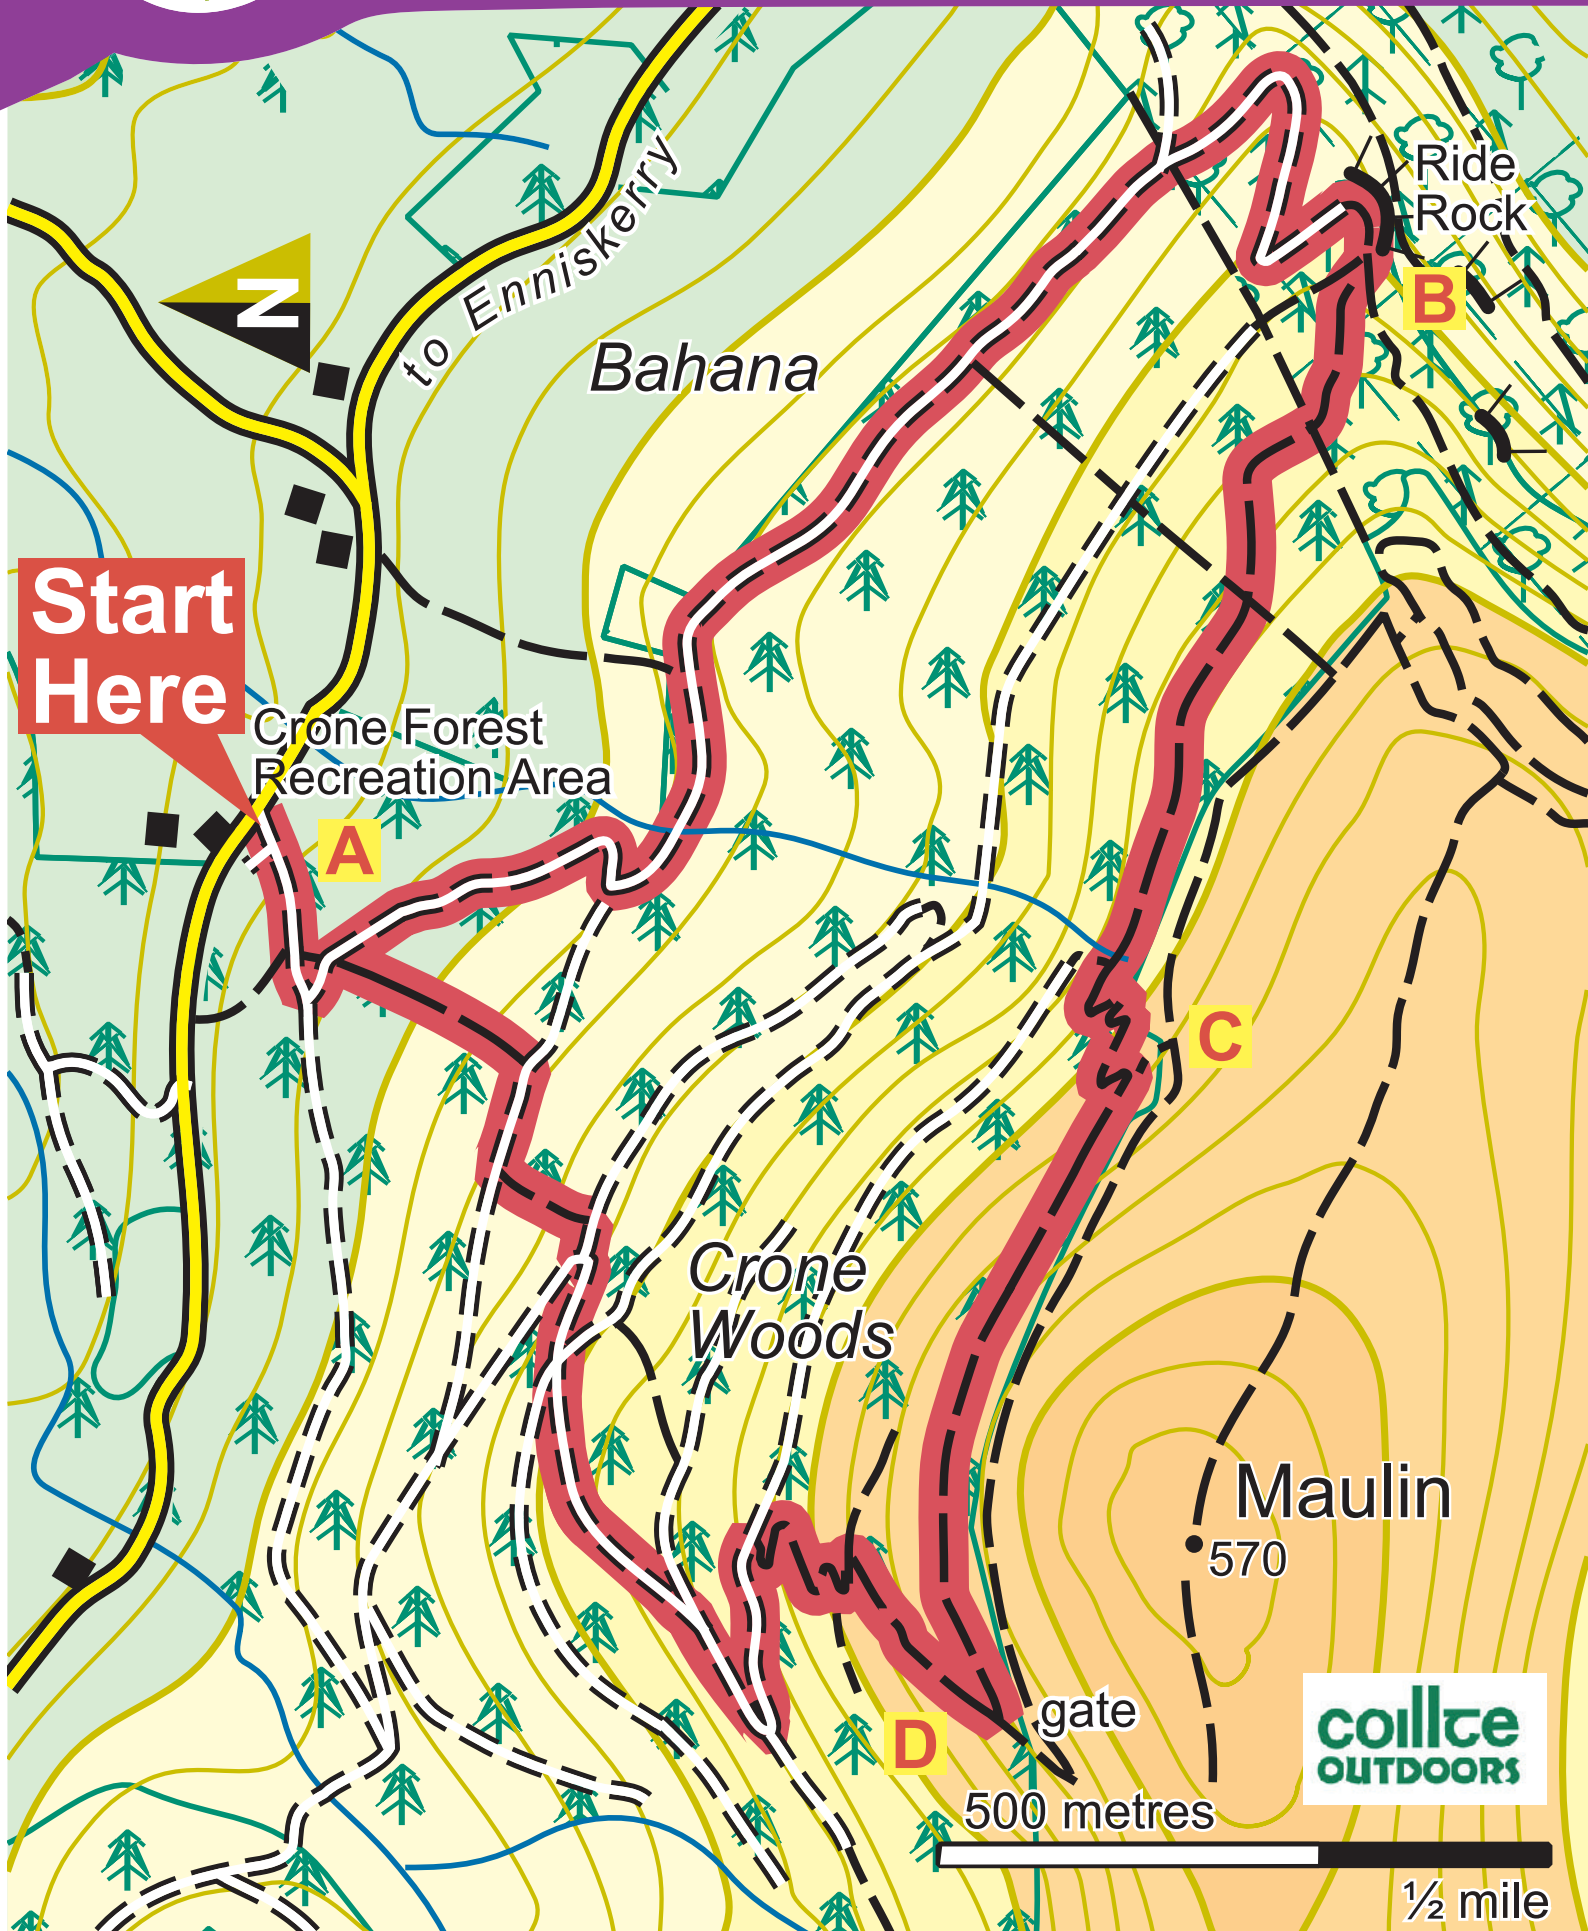 Ride
Rock
to Enniskerry
N
B
Bahana
Start
Here
Crone Forest
Recreation Area
A
C
Crone
Woods
Maulin
570
gate
D
coillte
OUTDOORS
500 metres
½ mile